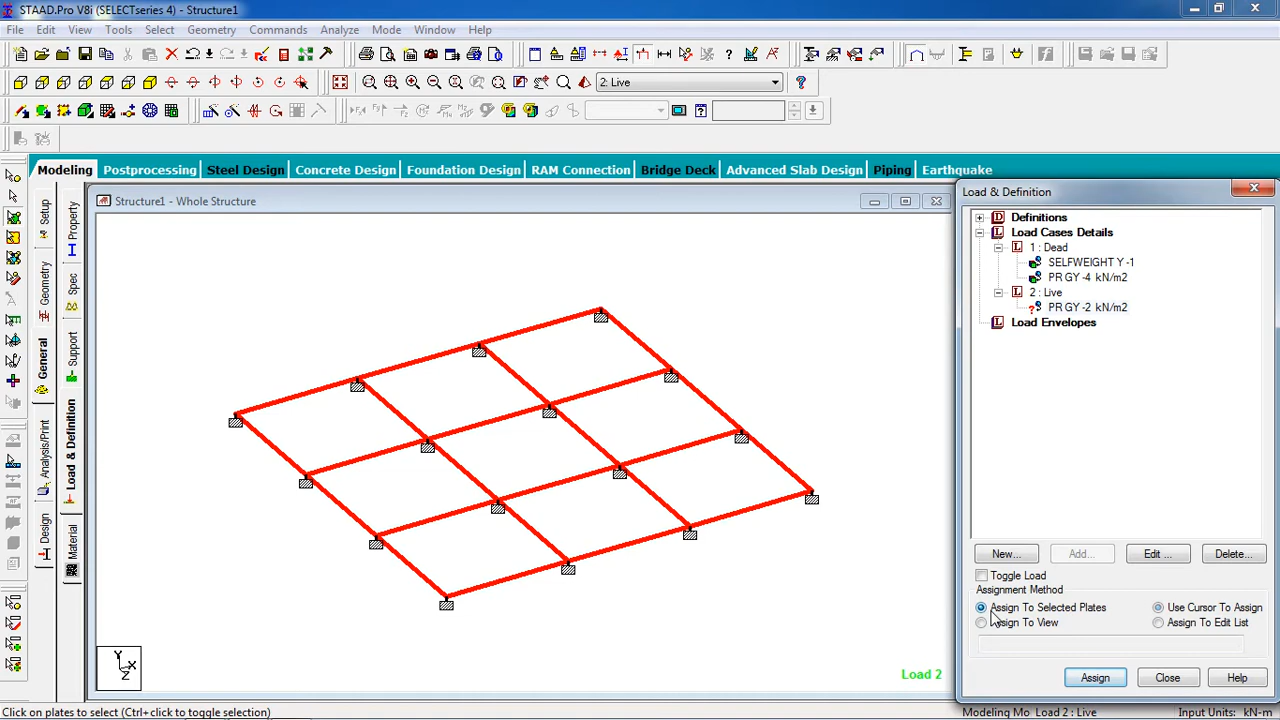 STAAD.Pro V8i (SELECTseries 4) - Structure1
File Edit View Tools Select Geometry Commands Analyze Mode Window Help
2: Live
Modeling Postprocessing Steel Design Concrete Design Foundation Design RAM Connection Bridge Deck Advanced Slab Design Piping Earthquake
Structure1 - Whole Structure
Setup
Geometry
General
Analysis/Print
Design
Property
Spec
Support
Load & Definition
Material
Y
X
Z
Load 2
Load & Definition
Definitions
Load Cases Details
1 : Dead
SELFWEIGHT Y -1
PR GY -4 kN/m2
2 : Live
PR GY -2 kN/m2
Load Envelopes
New... Add... Edit ... Delete...
Toggle Load
Assignment Method
Assign To Selected Plates Use Cursor To Assign
Assign To View Assign To Edit List
Assign Close Help
Click on plates to select (Ctrl+click to toggle selection) Modeling Mo Load 2 : Live Input Units: kN-m